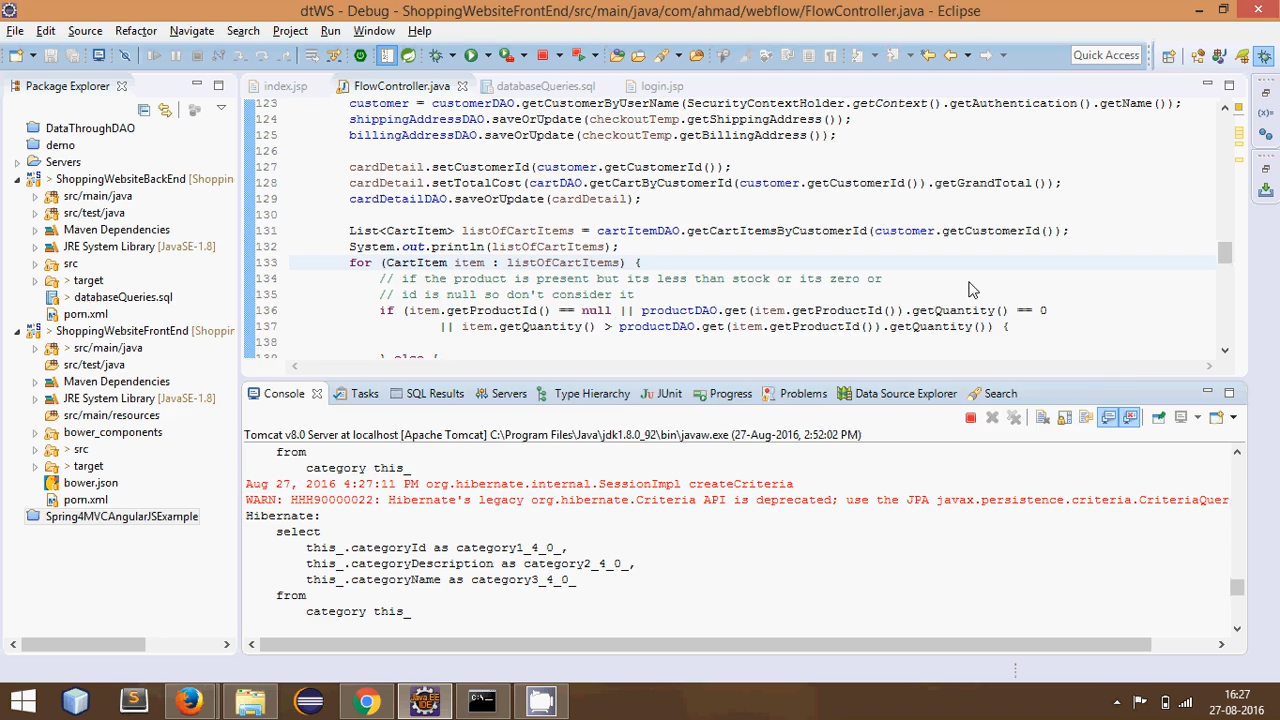 dtWS - Debug - ShoppingWebsiteFrontEnd/src/main/java/com/ahmad/webflow/FlowController.java - Eclipse
File Edit Source Refactor Navigate Search Project Run Window Help
Quick Access
Package Explorer
DataThroughDAO
demo
Servers
> ShoppingWebsiteBackEnd [Shoppin
src/main/java
src/test/java
Maven Dependencies
JRE System Library [JavaSE-1.8]
src
> target
> databaseQueries.sql
pom.xml
> ShoppingWebsiteFrontEnd [Shoppin
> src/main/java
src/test/java
Maven Dependencies
JRE System Library [JavaSE-1.8]
src/main/resources
bower_components
> src
> target
bower.json
pom.xml
Spring4MVCAngularJSExample
index.jsp FlowController.java databaseQueries.sql login.jsp
123 customer = customerDAO.getCustomerByUserName(SecurityContextHolder.getContext().getAuthentication().getName());
124 shippingAddressDAO.saveOrUpdate(checkoutTemp.getShippingAddress());
125 billingAddressDAO.saveOrUpdate(checkoutTemp.getBillingAddress());
126
127 cardDetail.setCustomerId(customer.getCustomerId());
128 cardDetail.setTotalCost(cartDAO.getCartByCustomerId(customer.getCustomerId()).getGrandTotal());
129 cardDetailDAO.saveOrUpdate(cardDetail);
130
131 List<CartItem> listOfCartItems = cartItemDAO.getCartItemsByCustomerId(customer.getCustomerId());
132 System.out.println(listOfCartItems);
133 for (CartItem item : listOfCartItems) {
134 // if the product is present but its less than stock or its zero or
135 // id is null so don't consider it
136 if (item.getProductId() == null || productDAO.get(item.getProductId()).getQuantity() == 0
137 || item.getQuantity() > productDAO.get(item.getProductId()).getQuantity()) {
138
139 } else {
Console Tasks SQL Results Servers Type Hierarchy JUnit Progress Problems Data Source Explorer Search
Tomcat v8.0 Server at localhost [Apache Tomcat] C:\Program Files\Java\jdk1.8.0_92\bin\javaw.exe (27-Aug-2016, 2:52:02 PM)
from
category this_
Aug 27, 2016 4:27:11 PM org.hibernate.internal.SessionImpl createCriteria
WARN: HHH90000022: Hibernate's legacy org.hibernate.Criteria API is deprecated; use the JPA javax.persistence.criteria.CriteriaQuer
Hibernate:
select
this_.categoryId as category1_4_0_,
this_.categoryDescription as category2_4_0_,
this_.categoryName as category3_4_0_
from
category this_
Java EE
IDE
16:27
27-08-2016